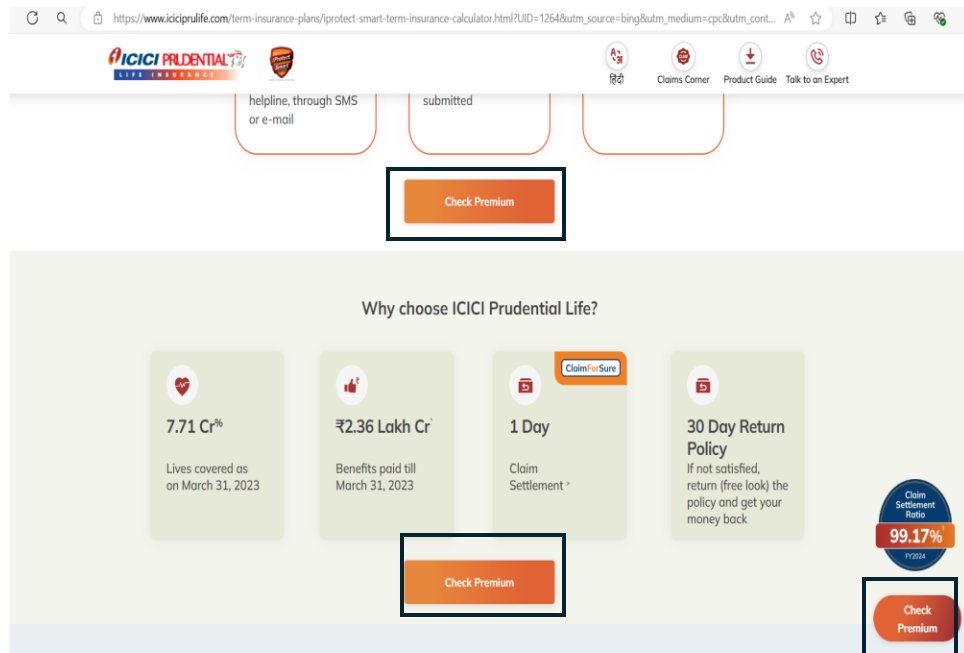 https://www.iciciprulife.com/term-insurance-plans/iprotect-smart-term-insurance-calculator.html?UID=1264&utm_source=bing&utm_medium=cpc&utm_cont...
ICICI PRUDENTIAL
LIFE INSURANCE
हिंदी
Claims Corner
Product Guide
Talk to an Expert
helpline, through SMS
or e-mail
submitted
Check Premium
Why choose ICICI Prudential Life?
ClaimForSure
7.71 Cr%
Lives covered as
on March 31, 2023
₹2.36 Lakh Cr^
Benefits paid till
March 31, 2023
1 Day
Claim
Settlement >
30 Day Return
Policy
If not satisfied,
return (free look) the
policy and get your
money back
Claim
Settlement
Ratio
99.17%
FY2024
Check Premium
Check
Premium